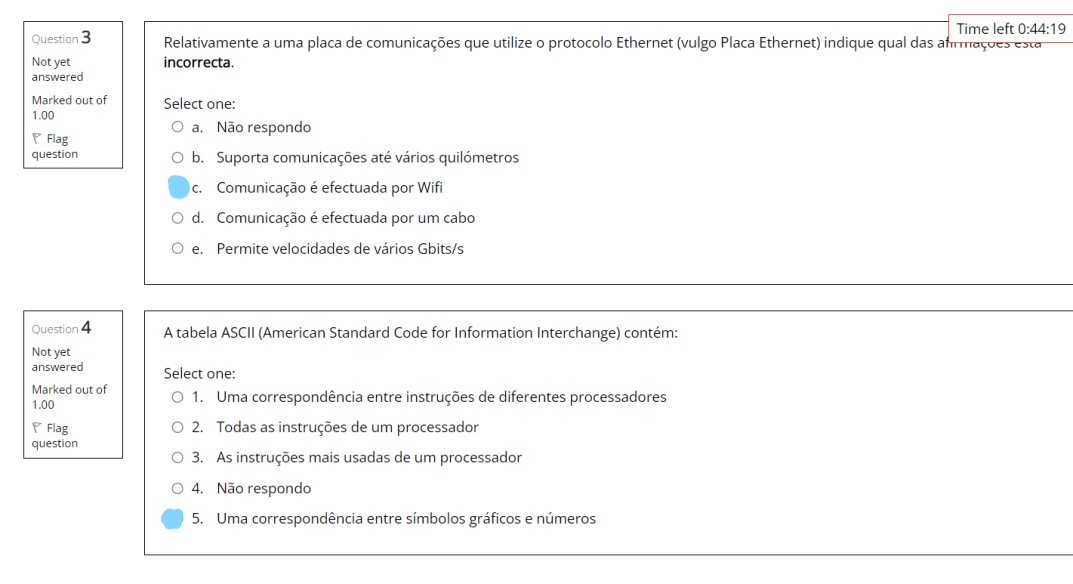 Time left 0:44:19
Question 3
Not yet
answered
Marked out of
1.00
Flag
question
Relativamente a uma placa de comunicações que utilize o protocolo Ethernet (vulgo Placa Ethernet) indique qual das afirmações está
incorrecta.
Select one:
a. Não respondo
b. Suporta comunicações até vários quilómetros
c. Comunicação é efectuada por Wifi
d. Comunicação é efectuada por um cabo
e. Permite velocidades de vários Gbits/s
Question 4
Not yet
answered
Marked out of
1.00
Flag
question
A tabela ASCII (American Standard Code for Information Interchange) contém:
Select one:
1. Uma correspondência entre instruções de diferentes processadores
2. Todas as instruções de um processador
3. As instruções mais usadas de um processador
4. Não respondo
5. Uma correspondência entre símbolos gráficos e números